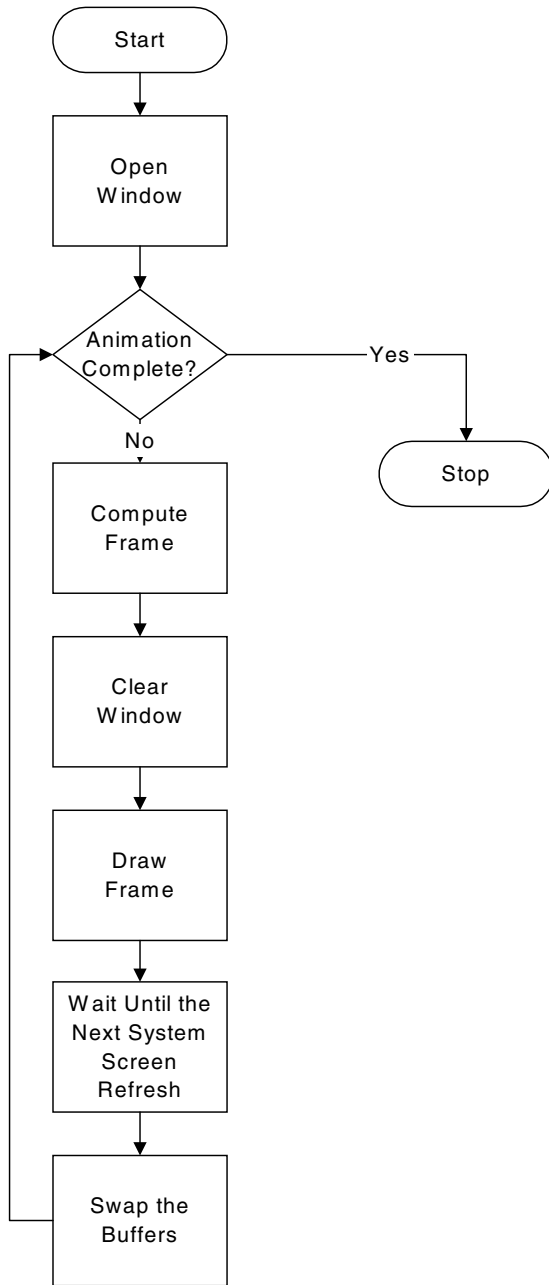 Start
Open
Window
Animation
Complete?
Yes
No
Stop
Compute
Frame
Clear
Window
Draw
Frame
Wait Until the
Next System
Screen
Refresh
Swap the
Buffers